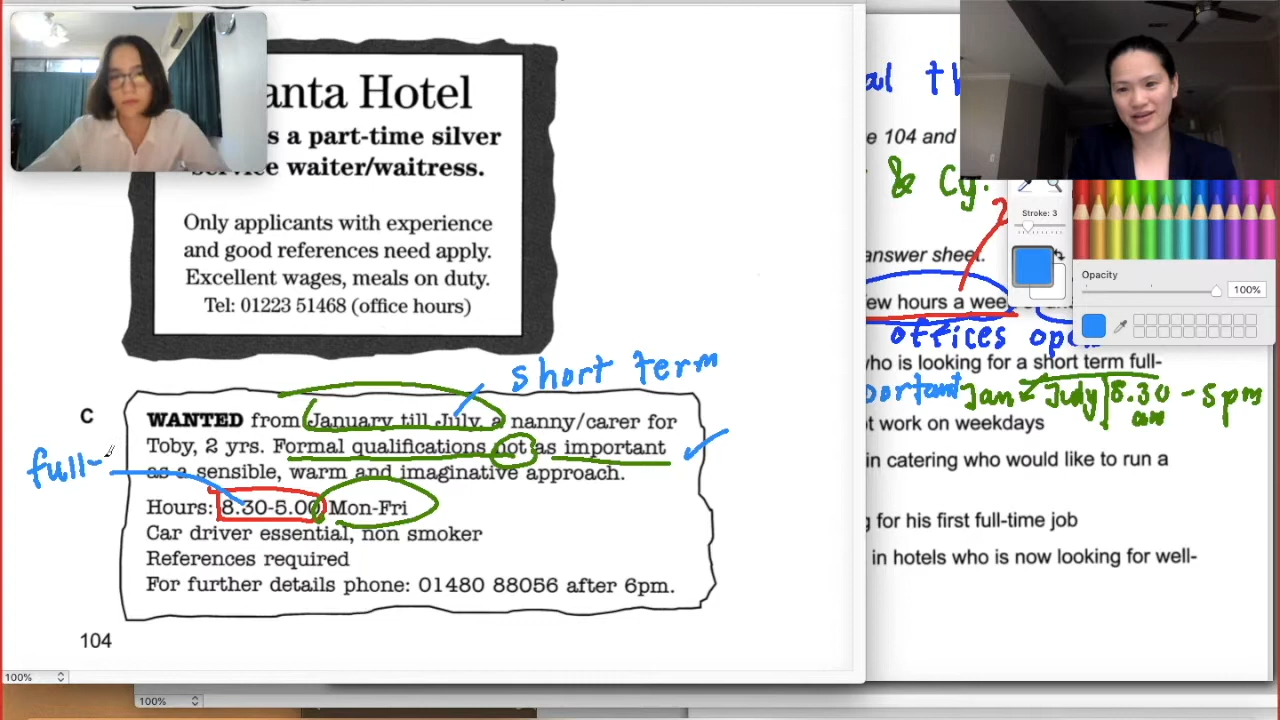 anta Hotel
s a part-time silver
service waiter/waitress.
Only applicants with experience
and good references need apply.
Excellent wages, meals on duty.
Tel: 01223 51468 (office hours)
short term
C
WANTED from January till July, a nanny/carer for
Toby, 2 yrs. Formal qualifications not as important
as a sensible, warm and imaginative approach.
full-
Hours: 8.30-5.00 Mon-Fri
Car driver essential, non smoker
References required
For further details phone: 01480 88056 after 6pm.
104
100%
100%
al th
e 104 and
& Cy.
answer sheet.
few hours a wee
offices ope
who is looking for a short term full-
portant Jan July 8.30 - 5pm
am
t work on weekdays
in catering who would like to run a
g for his first full-time job
in hotels who is now looking for well-
Stroke: 3
Opacity
100%